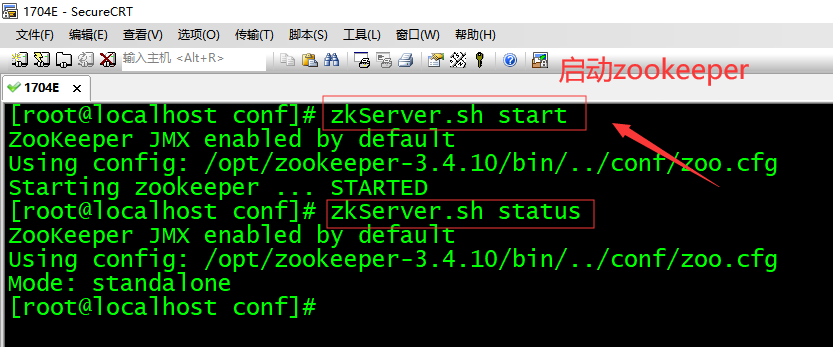 1704E - SecureCRT
文件(F) 编辑(E) 查看(V) 选项(O) 传输(T) 脚本(S) 工具(L) 窗口(W) 帮助(H)
输入主机 <Alt+R>
启动zookeeper
1704E ×
[root@localhost conf]# zkServer.sh start
ZooKeeper JMX enabled by default
Using config: /opt/zookeeper-3.4.10/bin/../conf/zoo.cfg
Starting zookeeper ... STARTED
[root@localhost conf]# zkServer.sh status
ZooKeeper JMX enabled by default
Using config: /opt/zookeeper-3.4.10/bin/../conf/zoo.cfg
Mode: standalone
[root@localhost conf]#